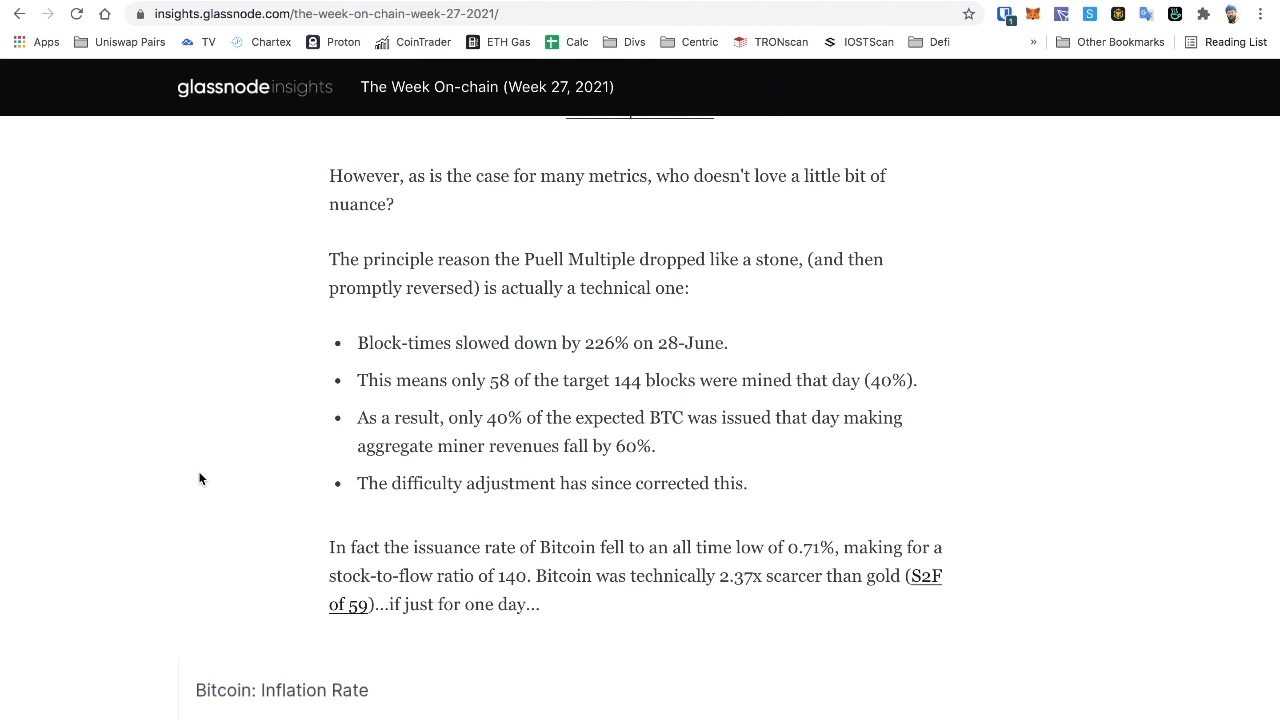 insights.glassnode.com/the-week-on-chain-week-27-2021/
1
Apps Uniswap Pairs TV Chartex Proton CoinTrader ETH Gas Calc Divs Centric TRONscan IOSTScan Defi » Other Bookmarks Reading List
glassnodeinsights The Week On-chain (Week 27, 2021)
However, as is the case for many metrics, who doesn't love a little bit of
nuance?
The principle reason the Puell Multiple dropped like a stone, (and then
promptly reversed) is actually a technical one:
• Block-times slowed down by 226% on 28-June.
• This means only 58 of the target 144 blocks were mined that day (40%).
• As a result, only 40% of the expected BTC was issued that day making
aggregate miner revenues fall by 60%.
• The difficulty adjustment has since corrected this.
In fact the issuance rate of Bitcoin fell to an all time low of 0.71%, making for a
stock-to-flow ratio of 140. Bitcoin was technically 2.37x scarcer than gold (S2F
of 59)...if just for one day...
Bitcoin: Inflation Rate